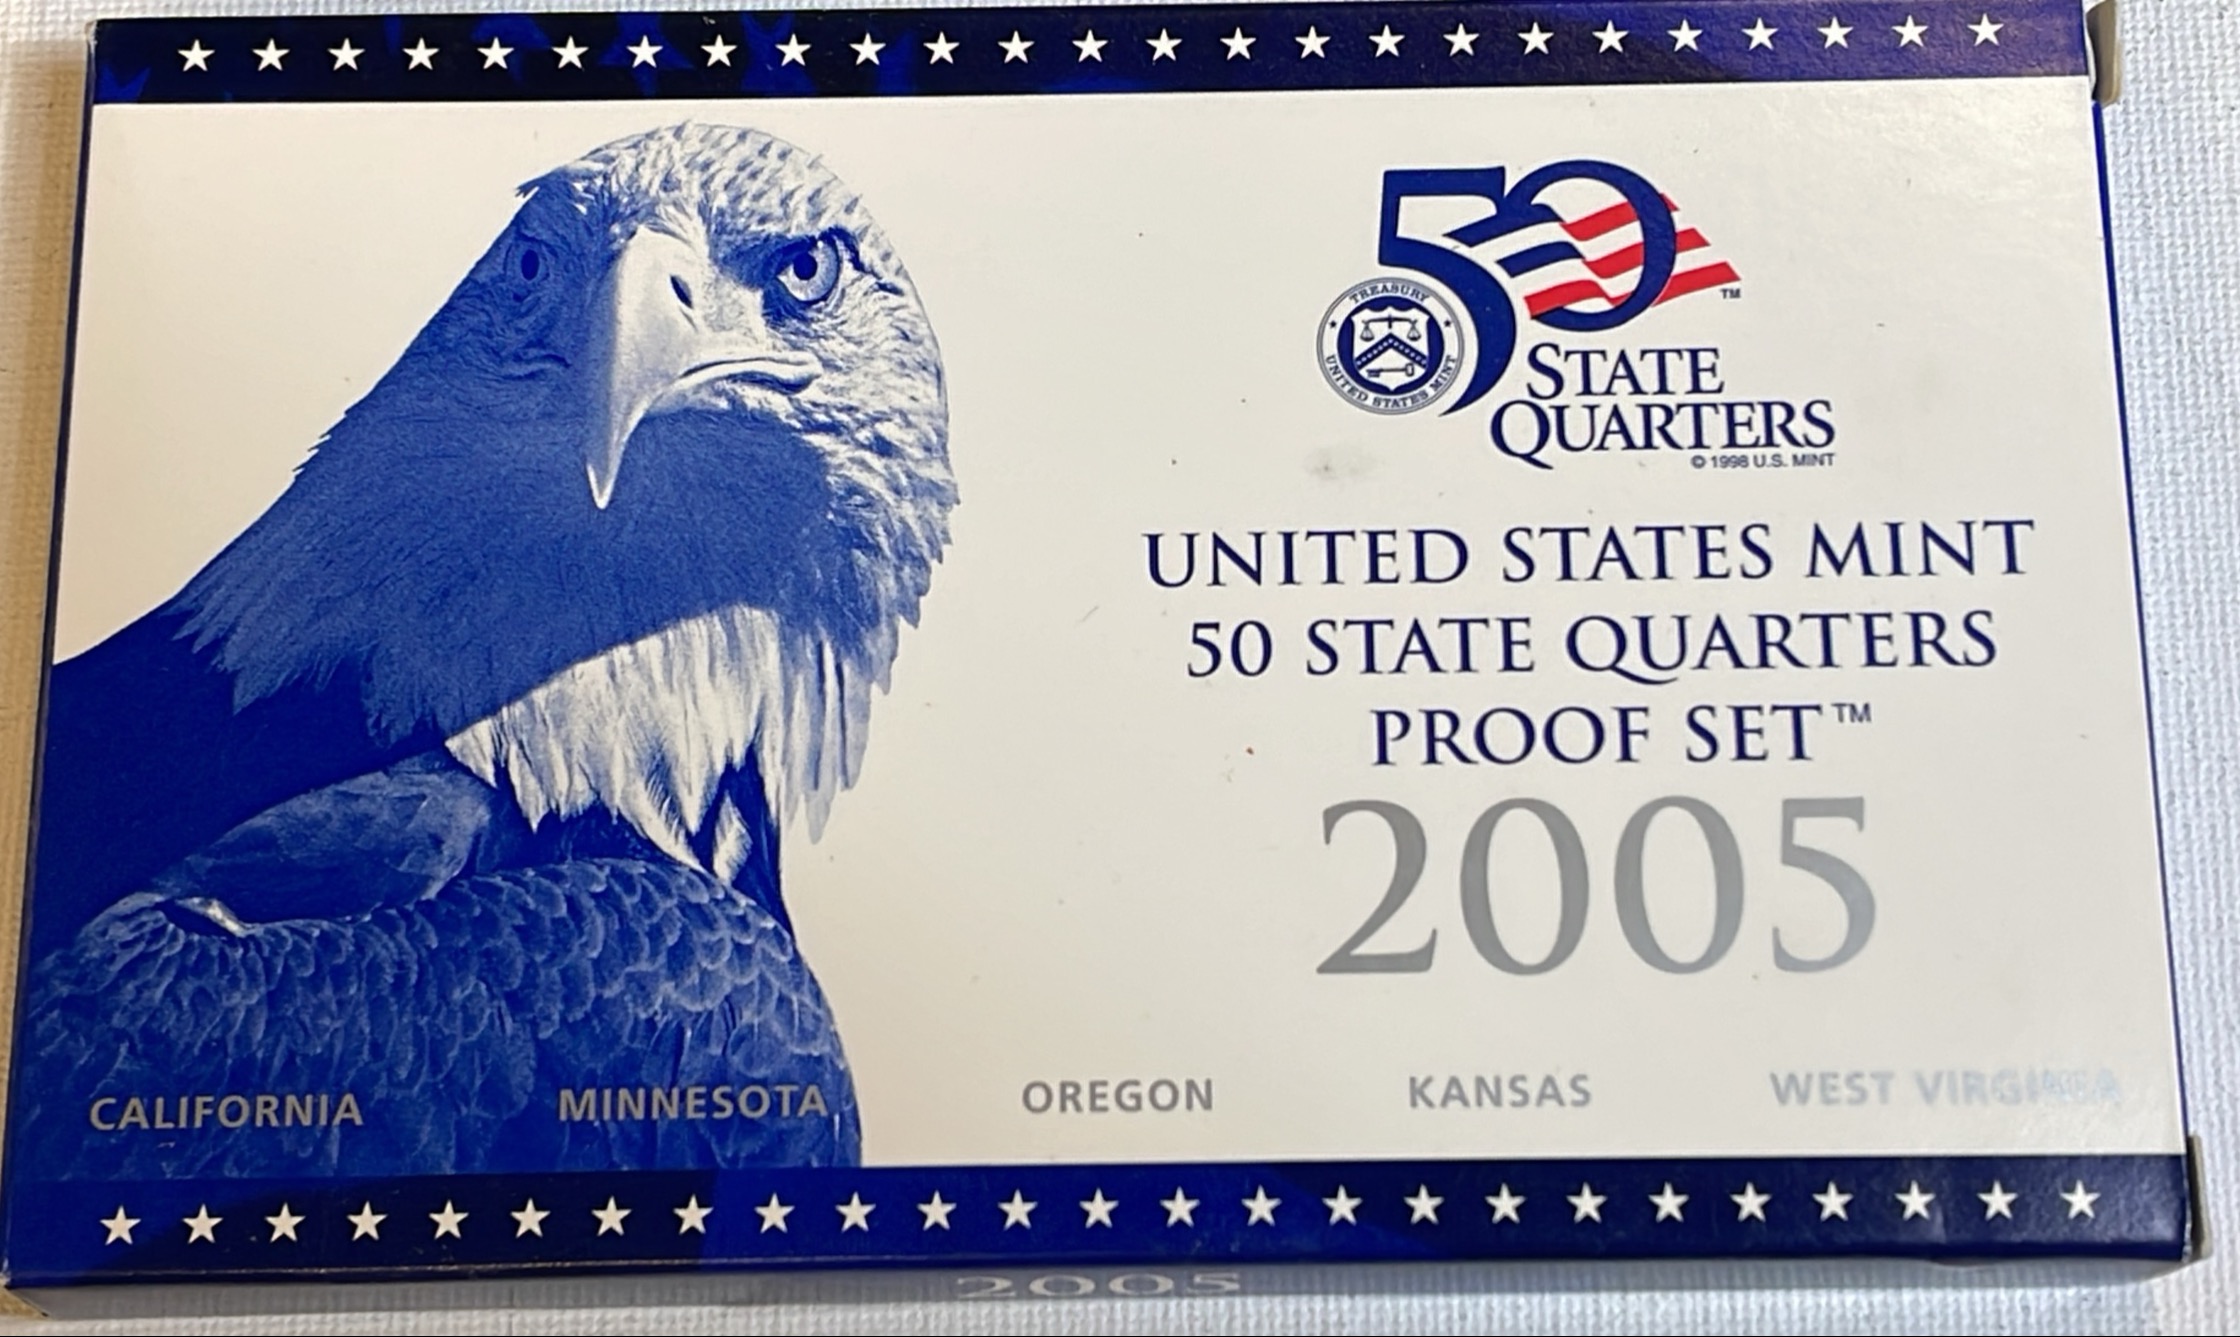 50
TM
TREASURY
UNITED STATES MINT
STATE
QUARTERS
© 1998 U.S. MINT
UNITED STATES MINT
50 STATE QUARTERS
PROOF SET™
2005
CALIFORNIA MINNESOTA OREGON KANSAS WEST VIRGINIA
2005